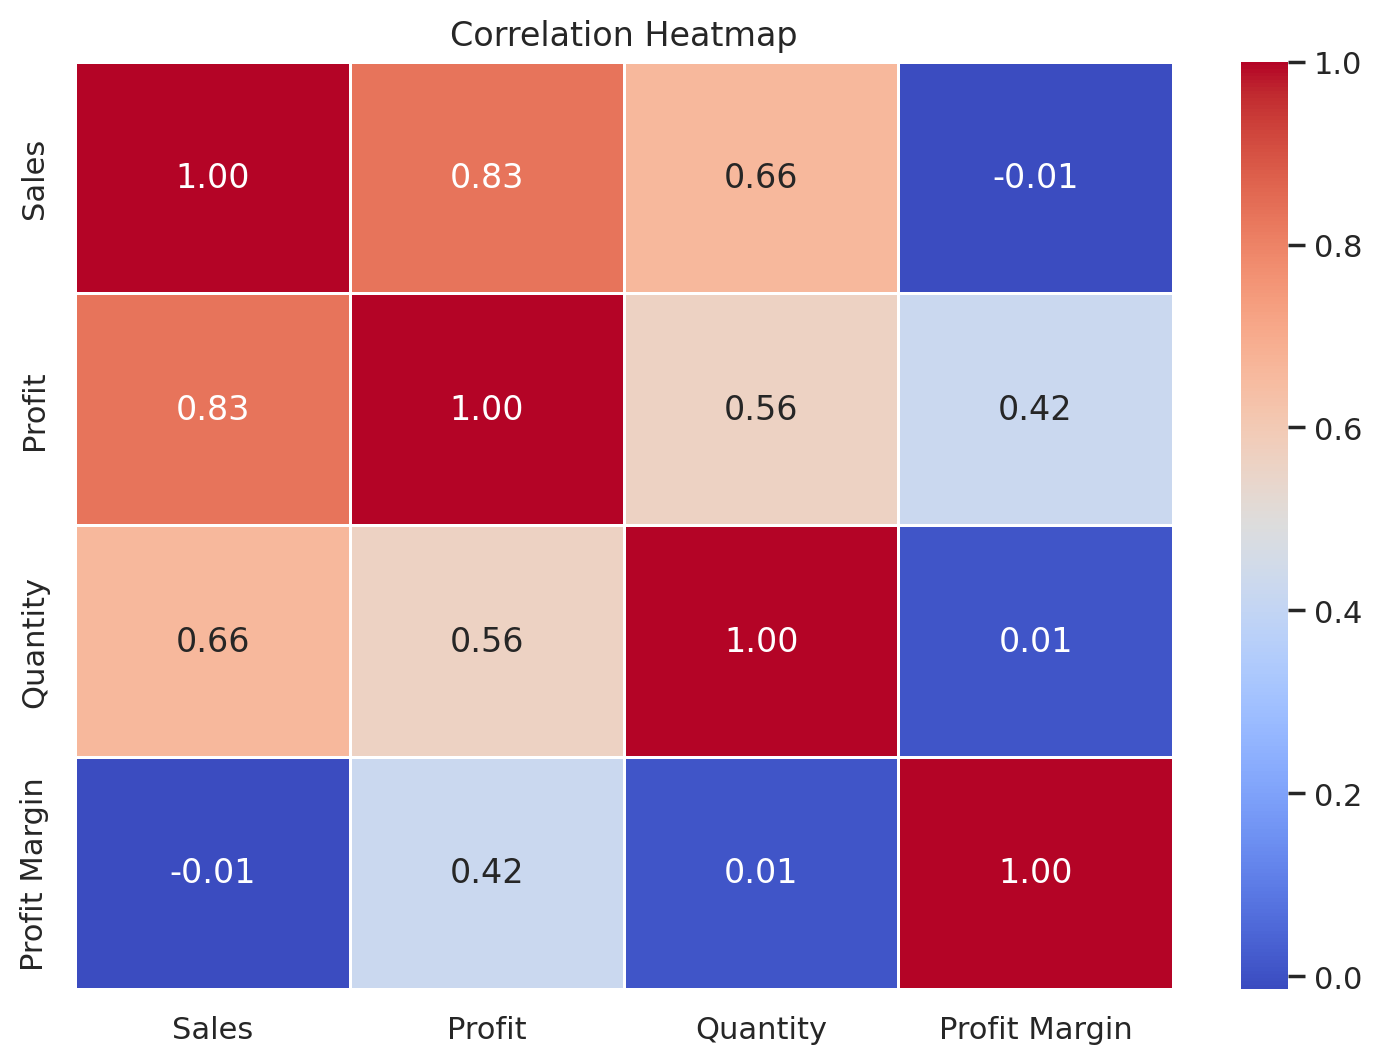 Correlation Heatmap
Sales
1.00
0.83
0.66
-0.01
Profit
0.83
1.00
0.56
0.42
Quantity
0.66
0.56
1.00
0.01
Profit Margin
-0.01
0.42
0.01
1.00
Sales
Profit
Quantity
Profit Margin
1.0
0.8
0.6
0.4
0.2
0.0